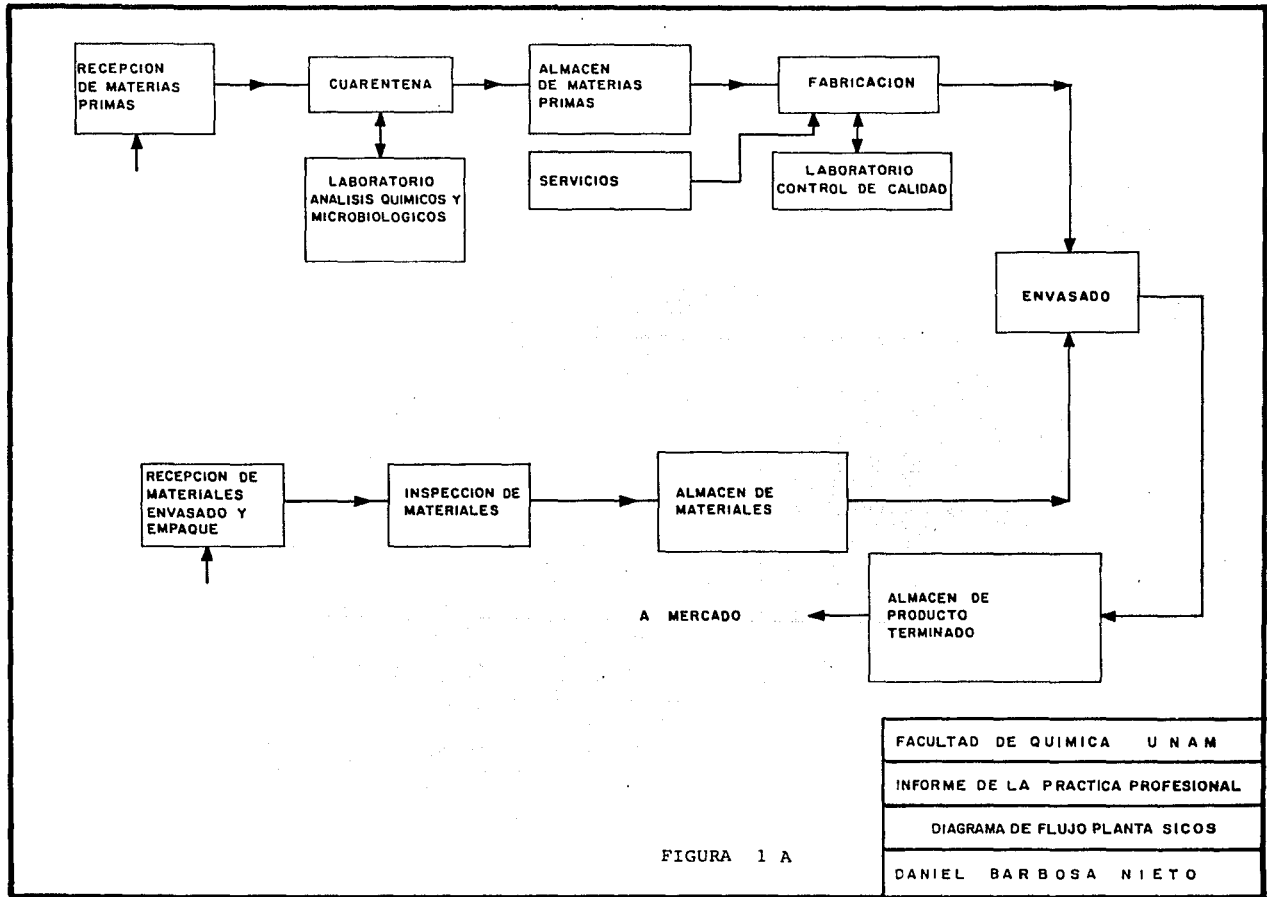 RECEPCION
DE MATERIAS
PRIMAS
CUARENTENA
ALMACEN
DE MATERIAS
PRIMAS
FABRICACION
LABORATORIO
ANALISIS QUIMICOS Y
MICROBIOLOGICOS
SERVICIOS
LABORATORIO
CONTROL DE CALIDAD
ENVASADO
RECEPCION DE
MATERIALES
ENVASADO Y
EMPAQUE
INSPECCION DE
MATERIALES
ALMACEN DE
MATERIALES
A MERCADO
ALMACEN DE
PRODUCTO
TERMINADO
FACULTAD DE QUIMICA U N A M
INFORME DE LA PRACTICA PROFESIONAL
DIAGRAMA DE FLUJO PLANTA SICOS
DANIEL BARBOSA NIETO
FIGURA 1 A